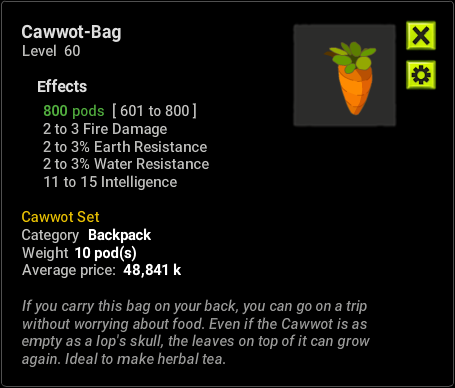 Cawwot-Bag
Level 60
Effects
800 pods [ 601 to 800 ]
2 to 3 Fire Damage
2 to 3% Earth Resistance
2 to 3% Water Resistance
11 to 15 Intelligence
Cawwot Set
Category Backpack
Weight 10 pod(s)
Average price: 48,841 k
If you carry this bag on your back, you can go on a trip
without worrying about food. Even if the Cawwot is as
empty as a Iop's skull, the leaves on top of it can grow
again. Ideal to make herbal tea.